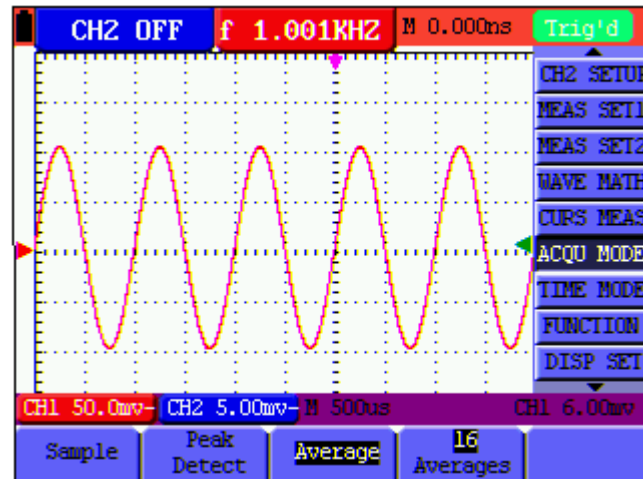 CH2 OFF f 1.001KHZ M 0.000ns Trig'd
CH2 SETUP
MEAS SET1
MEAS SET2
WAVE MATH
CURS MEAS
ACQU MODE
TIME MODE
FUNCTION
DISP SET
CH1 50.0mv~ CH2 5.00mv~ M 500us CH1 6.00mv
Sample Peak Detect Average 16 Averages